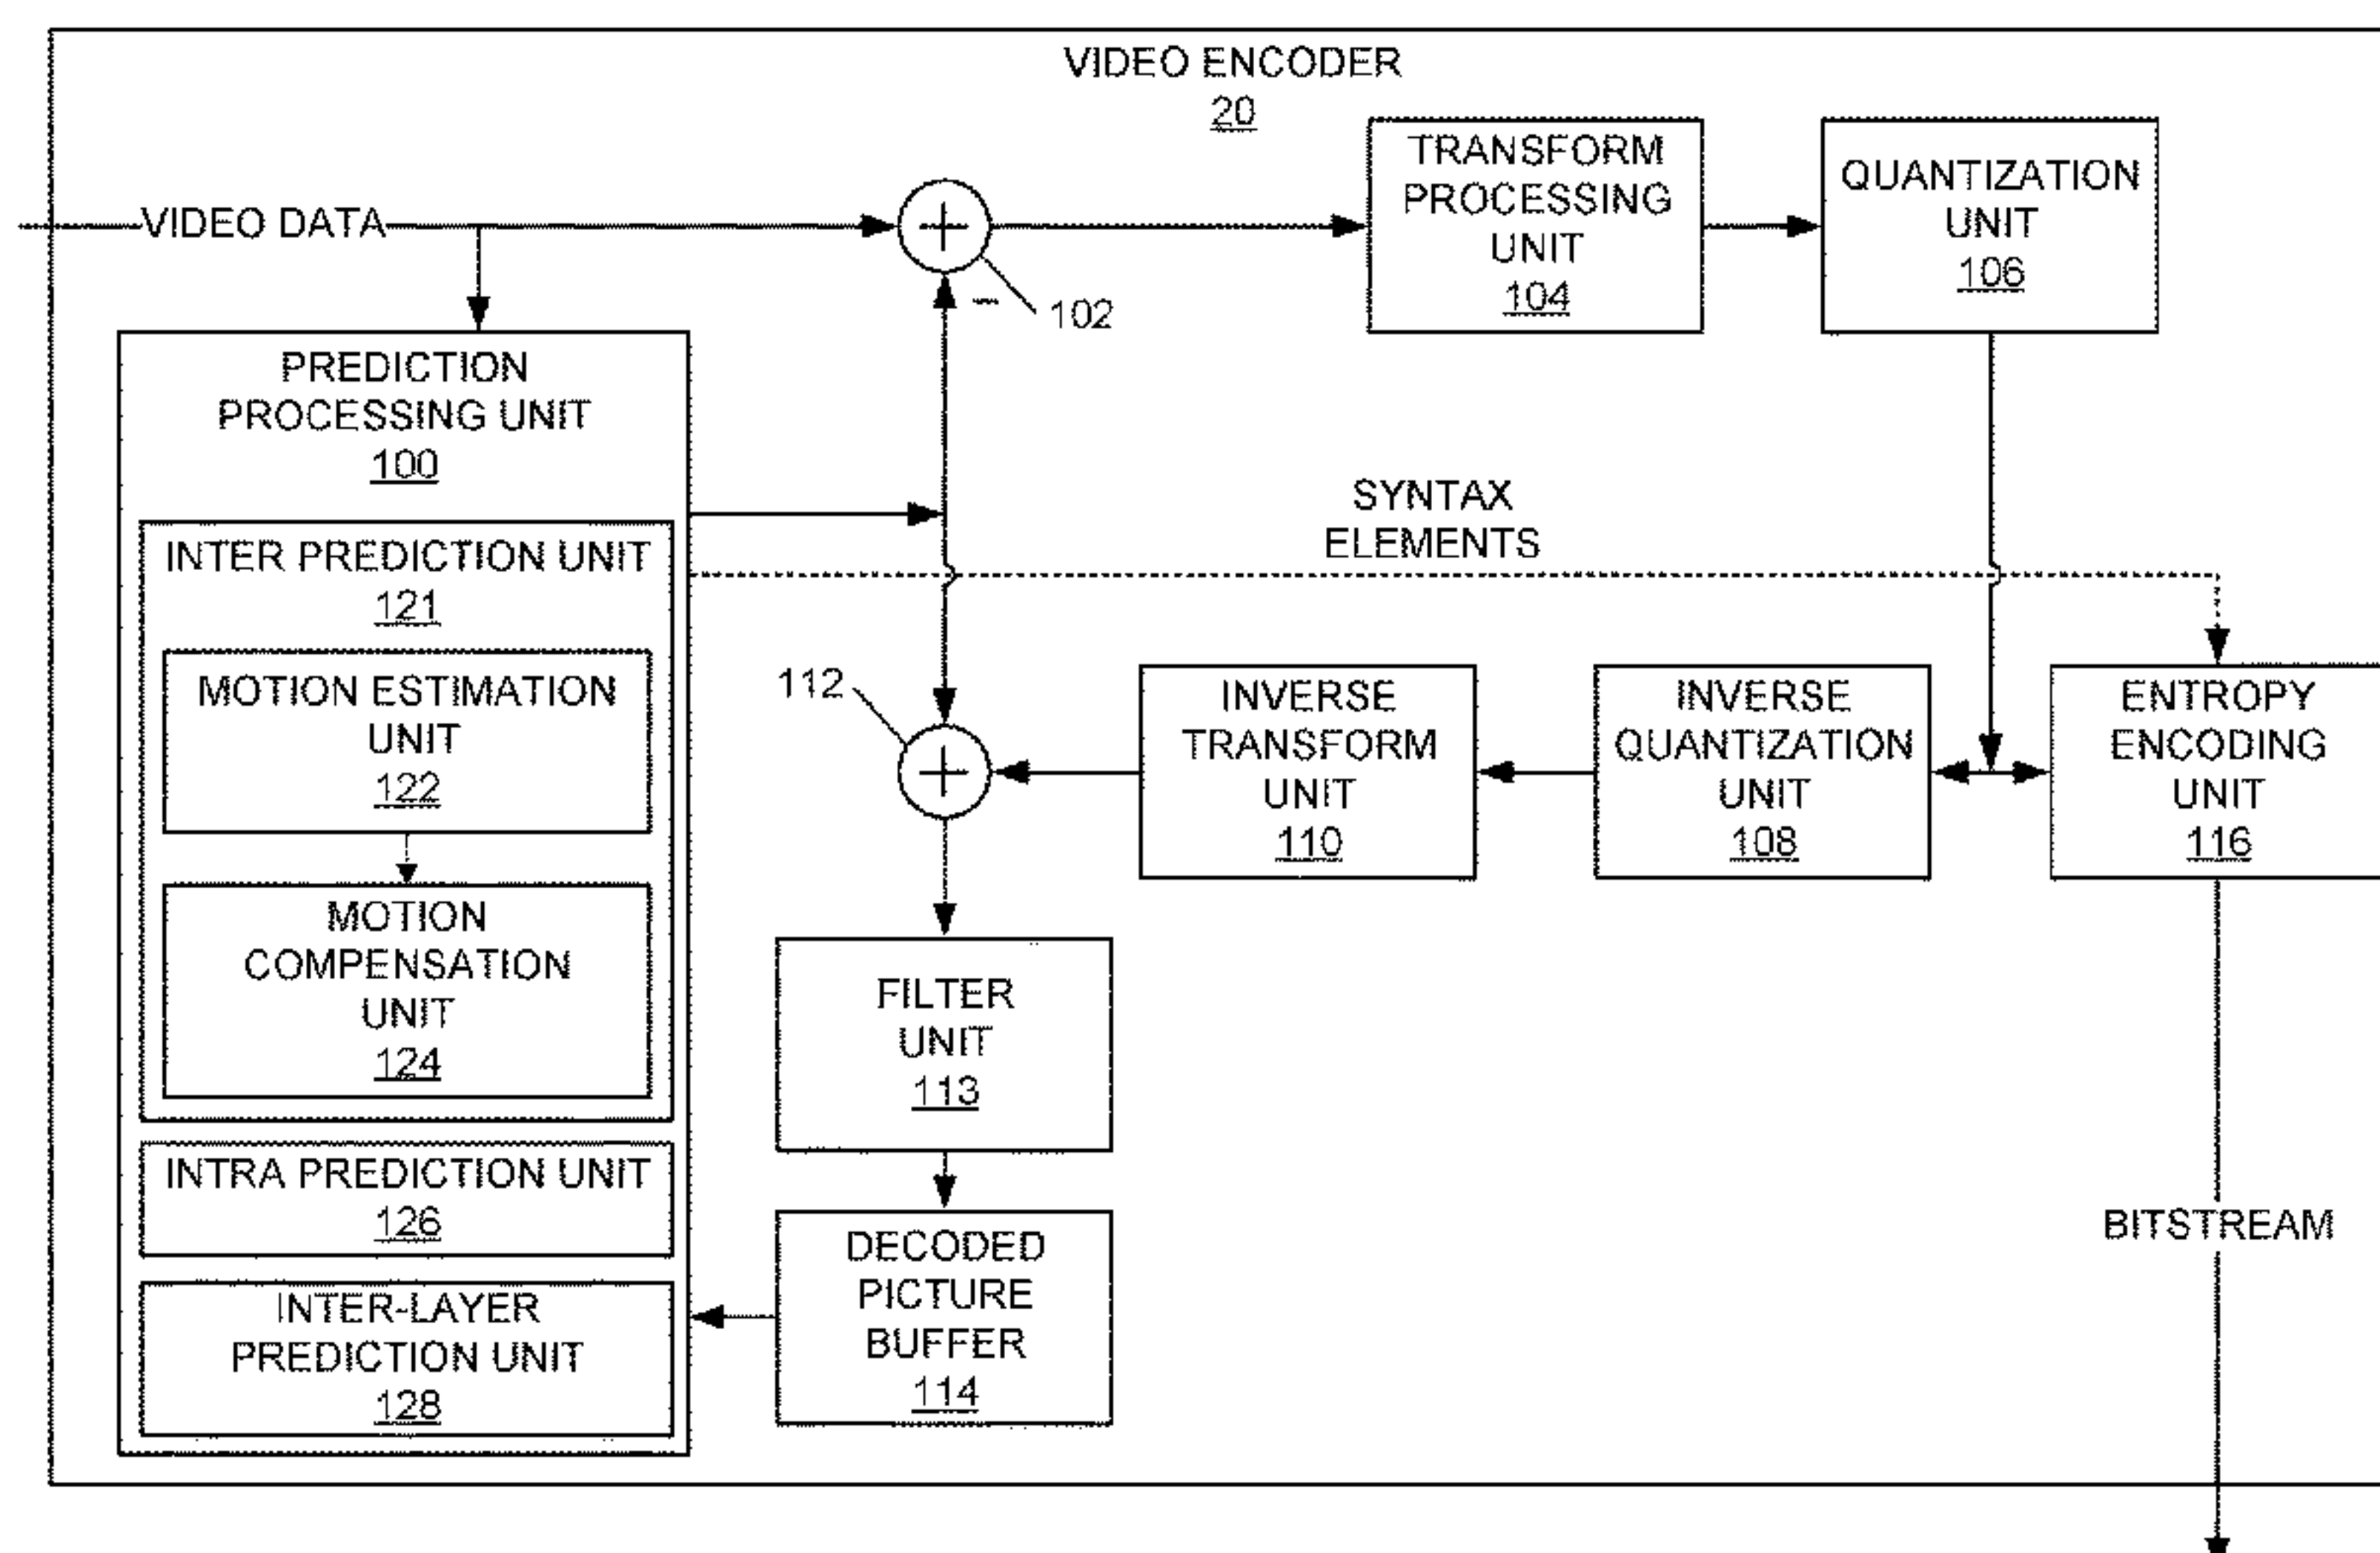 VIDEO ENCODER
20
VIDEO DATA
+
−
102
TRANSFORM
PROCESSING
UNIT
104
QUANTIZATION
UNIT
106
PREDICTION
PROCESSING UNIT
100
SYNTAX
ELEMENTS
INTER PREDICTION UNIT
121
MOTION ESTIMATION
UNIT
122
MOTION
COMPENSATION
UNIT
124
INTRA PREDICTION UNIT
126
INTER-LAYER
PREDICTION UNIT
128
112
+
INVERSE
TRANSFORM
UNIT
110
INVERSE
QUANTIZATION
UNIT
108
ENTROPY
ENCODING
UNIT
116
FILTER
UNIT
113
DECODED
PICTURE
BUFFER
114
BITSTREAM